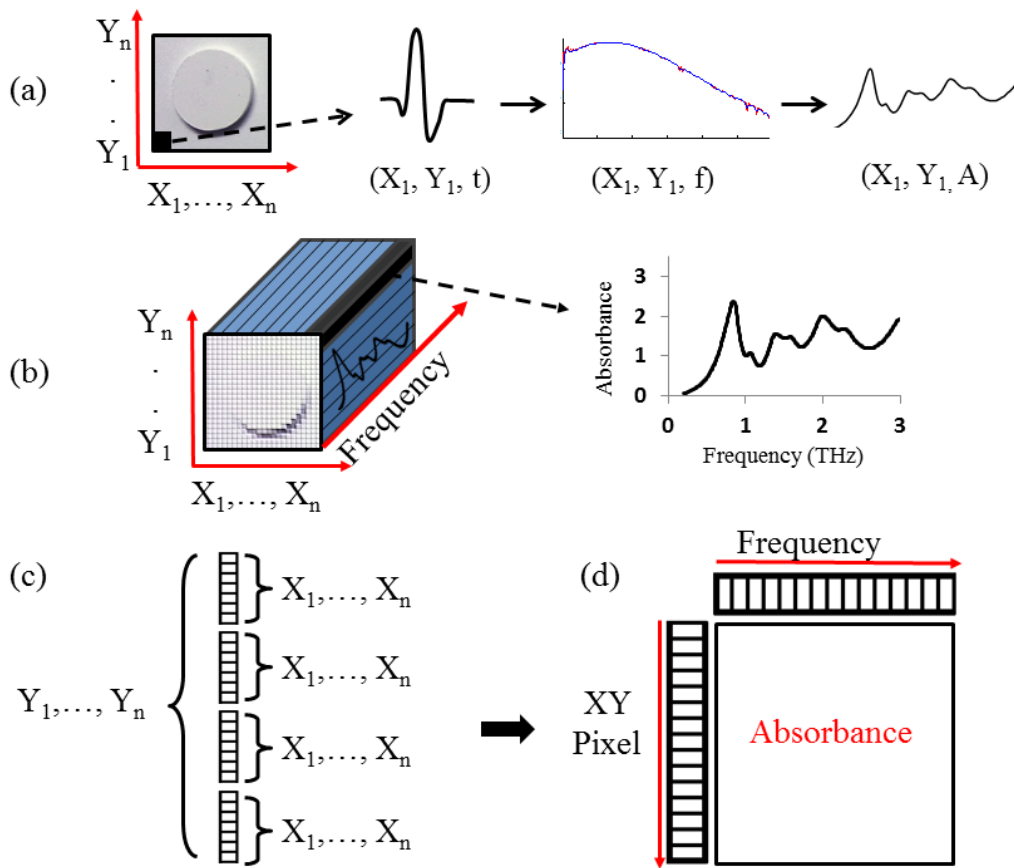 (a)
Yₙ
.
.
Y₁
X₁,…, Xₙ
(X₁, Y₁, t)
(X₁, Y₁, f)
(X₁, Y₁, A)
(b)
Yₙ
.
.
Y₁
X₁,…, Xₙ
Frequency
Absorbance
3
2
1
0
0 1 2 3
Frequency (THz)
(c)
Y₁,…, Yₙ
X₁,…, Xₙ
X₁,…, Xₙ
X₁,…, Xₙ
X₁,…, Xₙ
(d)
Frequency
XY
Pixel
Absorbance